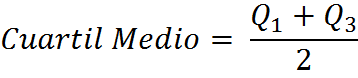 Cuartil Medio = (Q₁ + Q₃) / 2